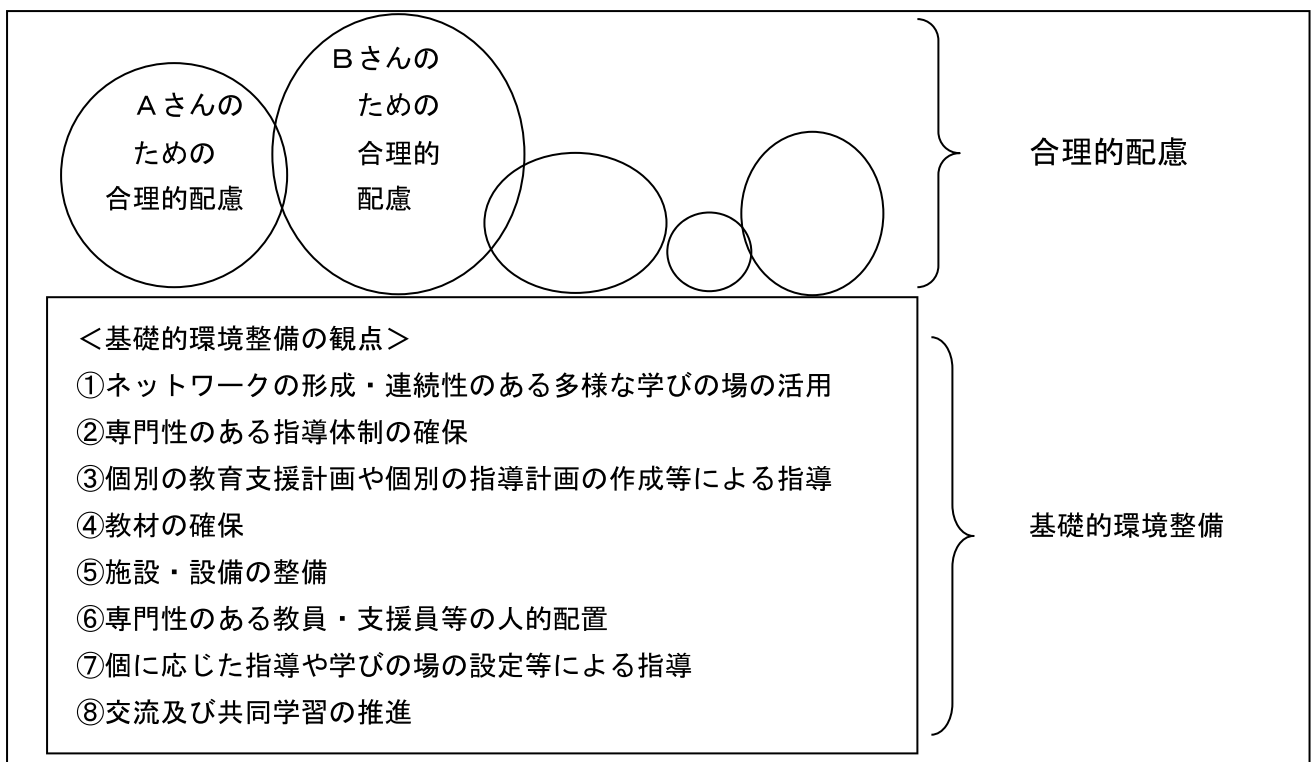 Aさんの
ための
合理的配慮
Bさんの
ための
合理的
配慮
合理的配慮
＜基礎的環境整備の観点＞
①ネットワークの形成・連続性のある多様な学びの場の活用
②専門性のある指導体制の確保
③個別の教育支援計画や個別の指導計画の作成等による指導
④教材の確保
⑤施設・設備の整備
⑥専門性のある教員・支援員等の人的配置
⑦個に応じた指導や学びの場の設定等による指導
⑧交流及び共同学習の推進
基礎的環境整備